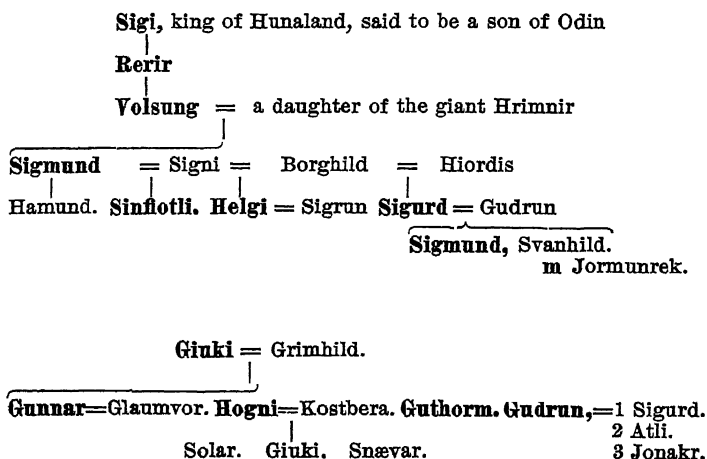 Sigi, king of Hunaland, said to be a son of Odin
Rerir
Volsung = a daughter of the giant Hrimnir
Sigmund = Signi = Borghild = Hiordis
Hamund. Sinfiotli. Helgi = Sigrun Sigurd = Gudrun
Sigmund, Svanhild.
m Jormunrek.
Giuki = Grimhild.
Gunnar=Glaumvor. Hogni=Kostbera. Guthorm. Gudrun,=1 Sigurd.
2 Atli.
Solar. Giuki. Snævar. 3 Jonakr.